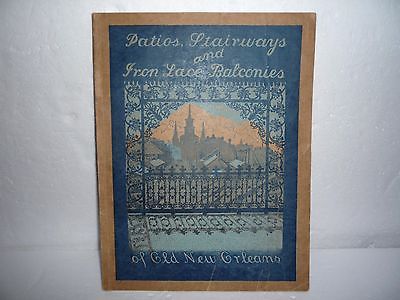 Patios, Stairways
and
Iron Lace Balconies
of Old New Orleans